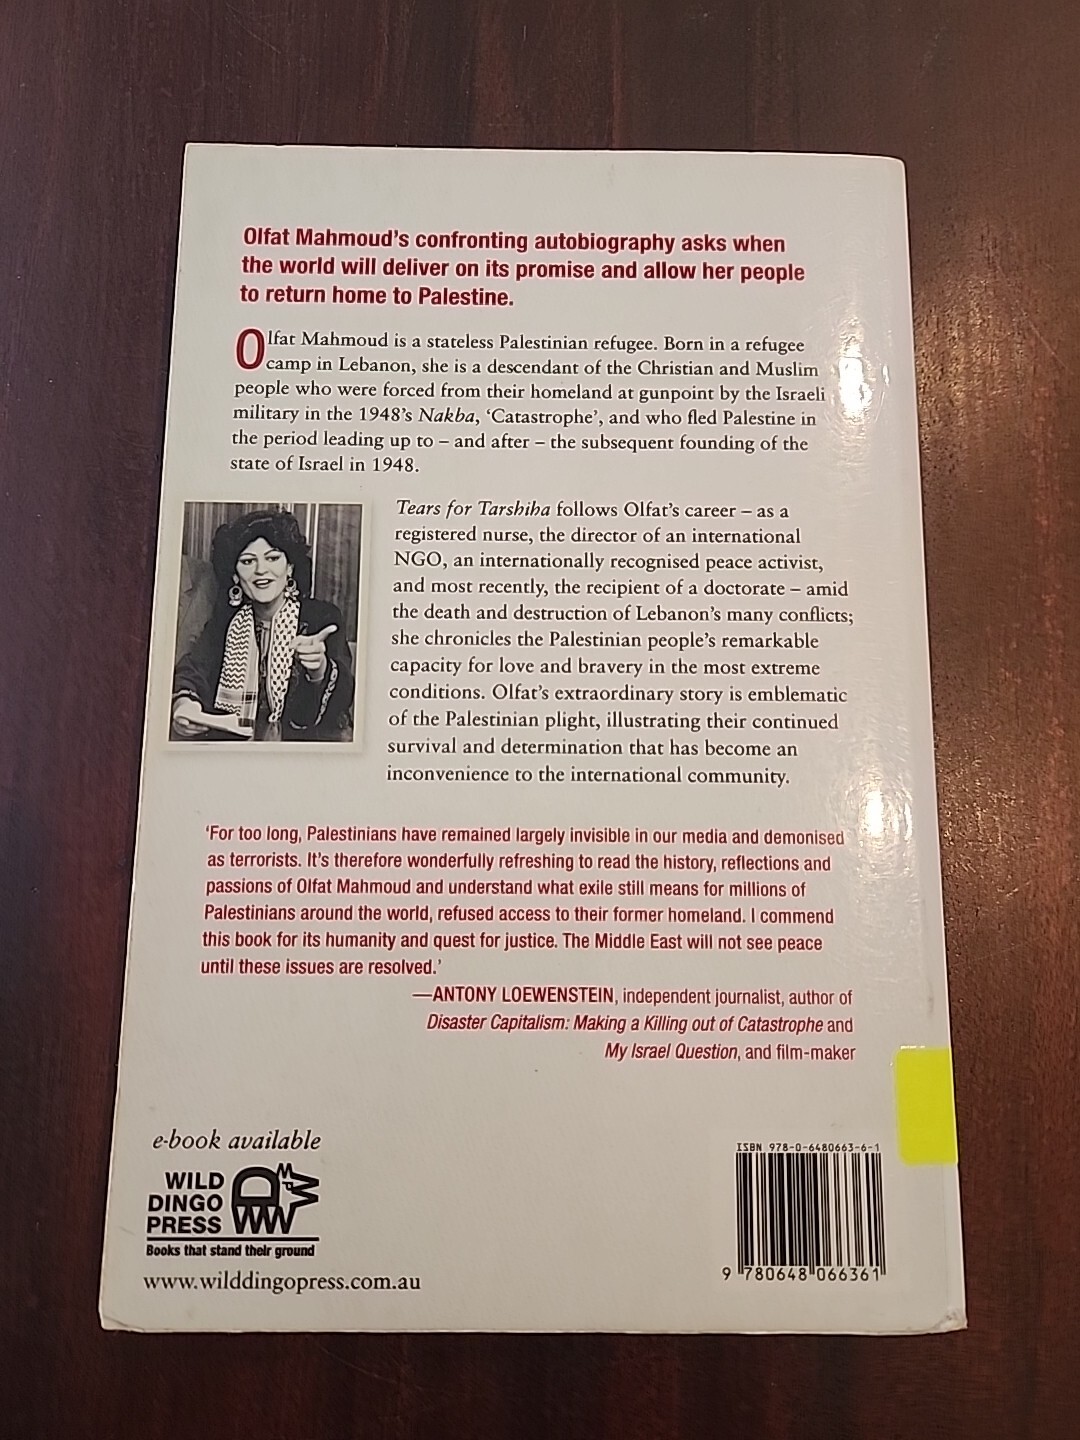 Olfat Mahmoud's confronting autobiography asks when
the world will deliver on its promise and allow her people
to return home to Palestine.
Olfat Mahmoud is a stateless Palestinian refugee. Born in a refugee
camp in Lebanon, she is a descendant of the Christian and Muslim
people who were forced from their homeland at gunpoint by the Israeli
military in the 1948's Nakba, 'Catastrophe', and who fled Palestine in
the period leading up to – and after – the subsequent founding of the
state of Israel in 1948.
Tears for Tarshiha follows Olfat's career – as a
registered nurse, the director of an international
NGO, an internationally recognised peace activist,
and most recently, the recipient of a doctorate – amid
the death and destruction of Lebanon's many conflicts;
she chronicles the Palestinian people's remarkable
capacity for love and bravery in the most extreme
conditions. Olfat's extraordinary story is emblematic
of the Palestinian plight, illustrating their continued
survival and determination that has become an
inconvenience to the international community.
'For too long, Palestinians have remained largely invisible in our media and demonised
as terrorists. It's therefore wonderfully refreshing to read the history, reflections and
passions of Olfat Mahmoud and understand what exile still means for millions of
Palestinians around the world, refused access to their former homeland. I commend
this book for its humanity and quest for justice. The Middle East will not see peace
until these issues are resolved.'
—ANTONY LOEWENSTEIN, independent journalist, author of
Disaster Capitalism: Making a Killing out of Catastrophe and
My Israel Question, and film-maker
e-book available
WILD
DINGO
PRESS
Books that stand their ground
www.wilddingopress.com.au
ISBN 978-0-6480663-6-1
9 780648 066361